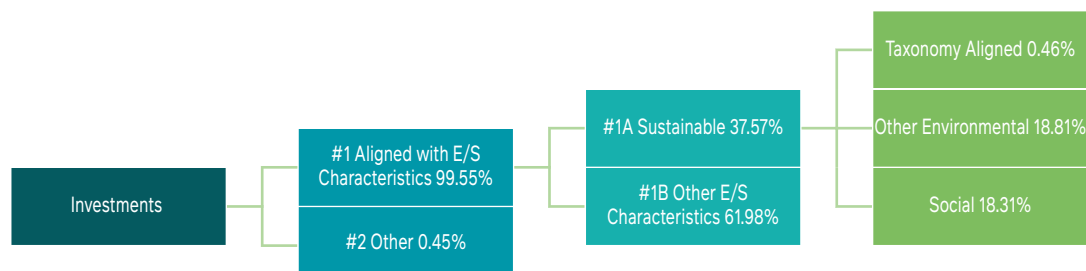 Investments
#1 Aligned with E/S
Characteristics 99.55%
#2 Other 0.45%
#1A Sustainable 37.57%
#1B Other E/S
Characteristics 61.98%
Taxonomy Aligned 0.46%
Other Environmental 18.81%
Social 18.31%